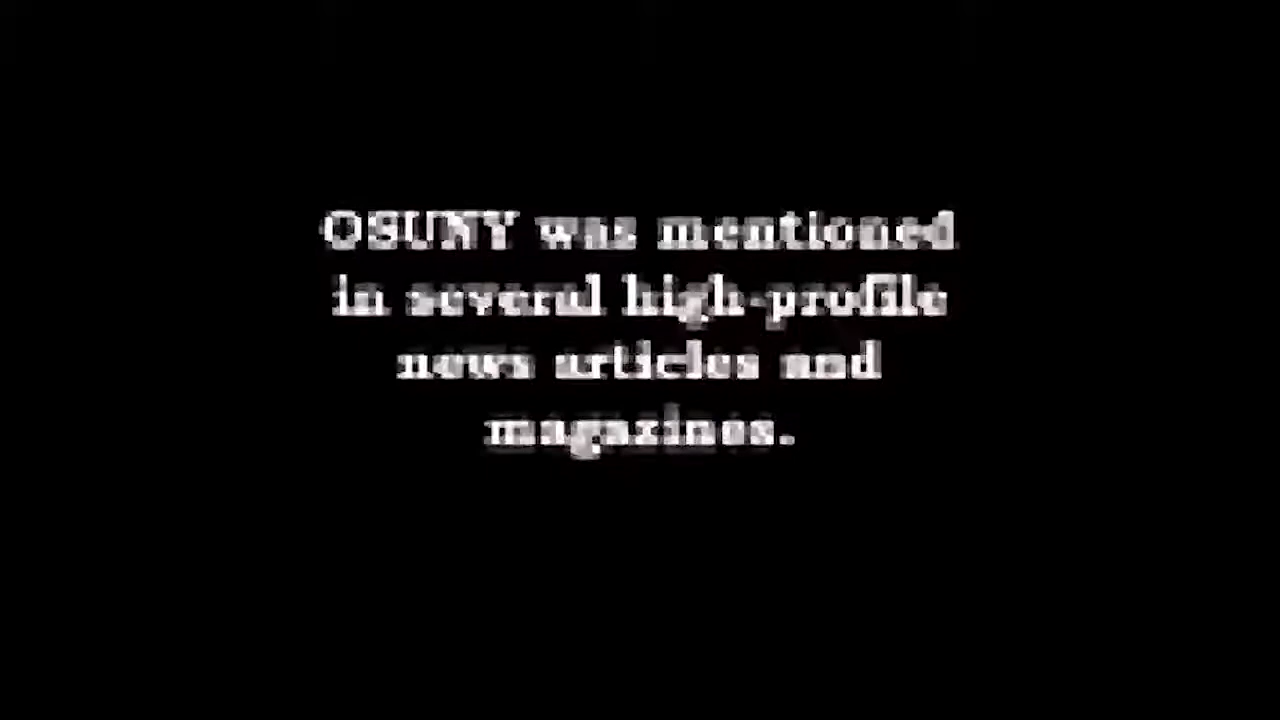 OSUNY was mentioned
in several high-profile
news articles and
magazines.